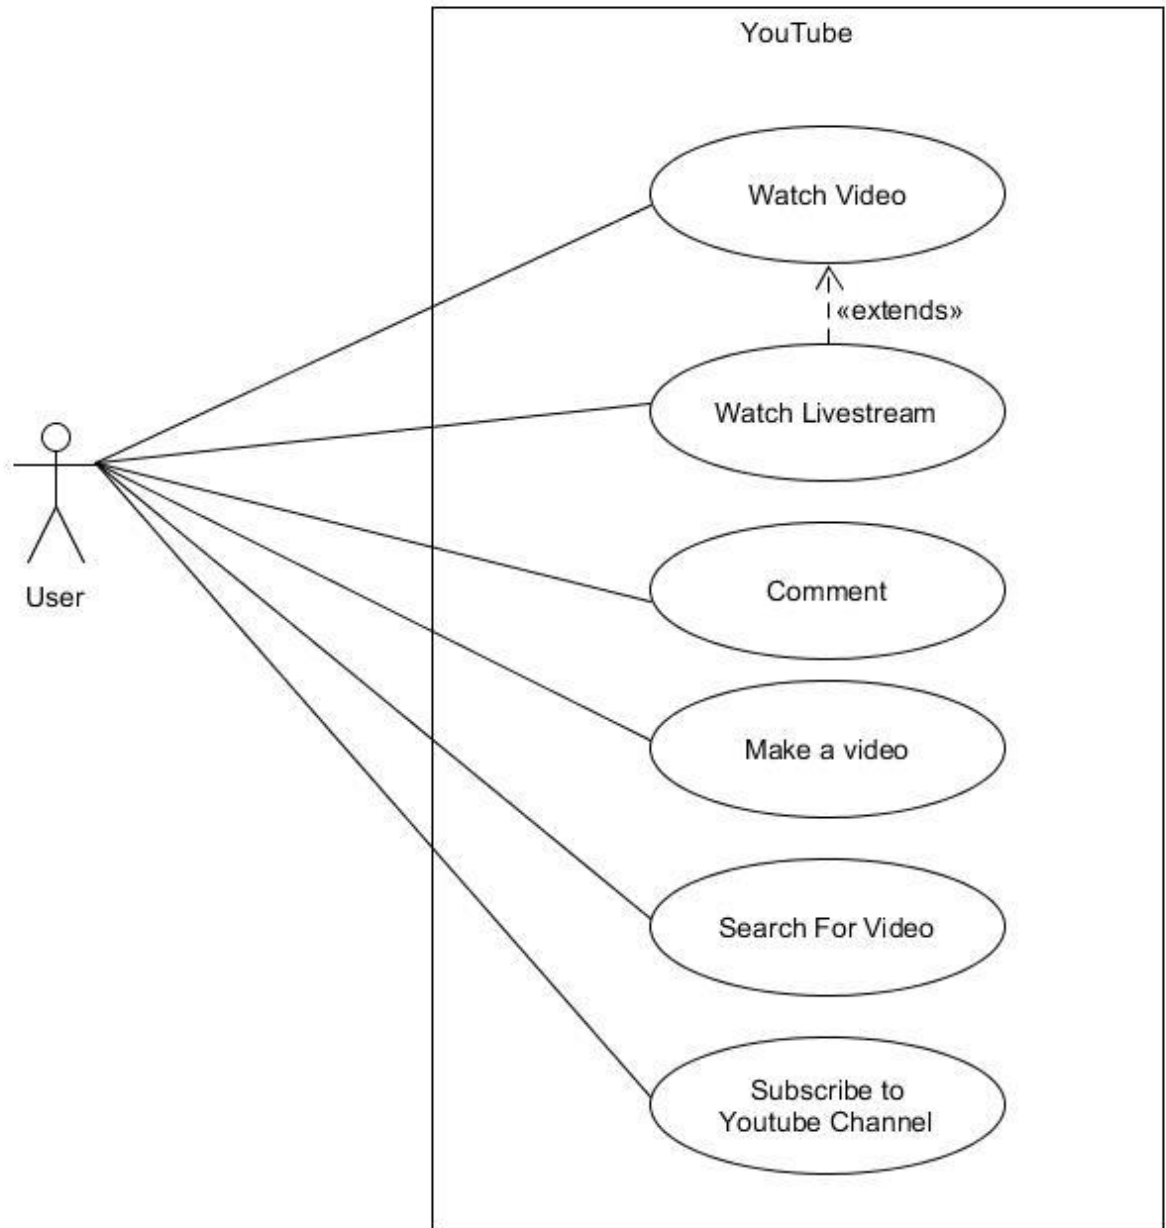 YouTube
Watch Video
«extends»
Watch Livestream
User
Comment
Make a video
Search For Video
Subscribe to
Youtube Channel